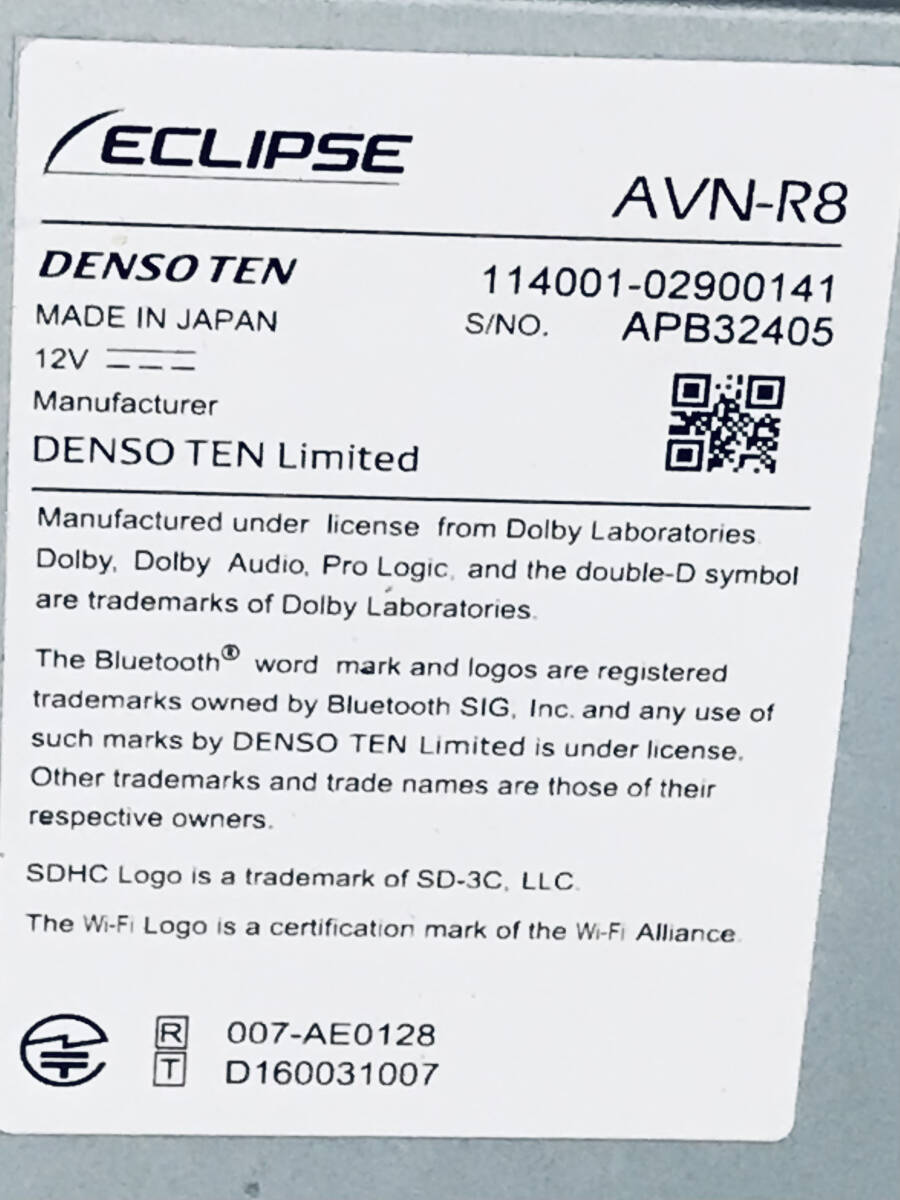 ECLIPSE
AVN-R8
DENSO TEN
114001-02900141
MADE IN JAPAN
S/NO. APB32405
12V
Manufacturer
DENSO TEN Limited
Manufactured under license from Dolby Laboratories.
Dolby, Dolby Audio, Pro Logic, and the double-D symbol
are trademarks of Dolby Laboratories.
The Bluetooth® word mark and logos are registered
trademarks owned by Bluetooth SIG, Inc. and any use of
such marks by DENSO TEN Limited is under license.
Other trademarks and trade names are those of their
respective owners.
SDHC Logo is a trademark of SD-3C, LLC.
The Wi-Fi Logo is a certification mark of the Wi-Fi Alliance.
R 007-AE0128
T D160031007